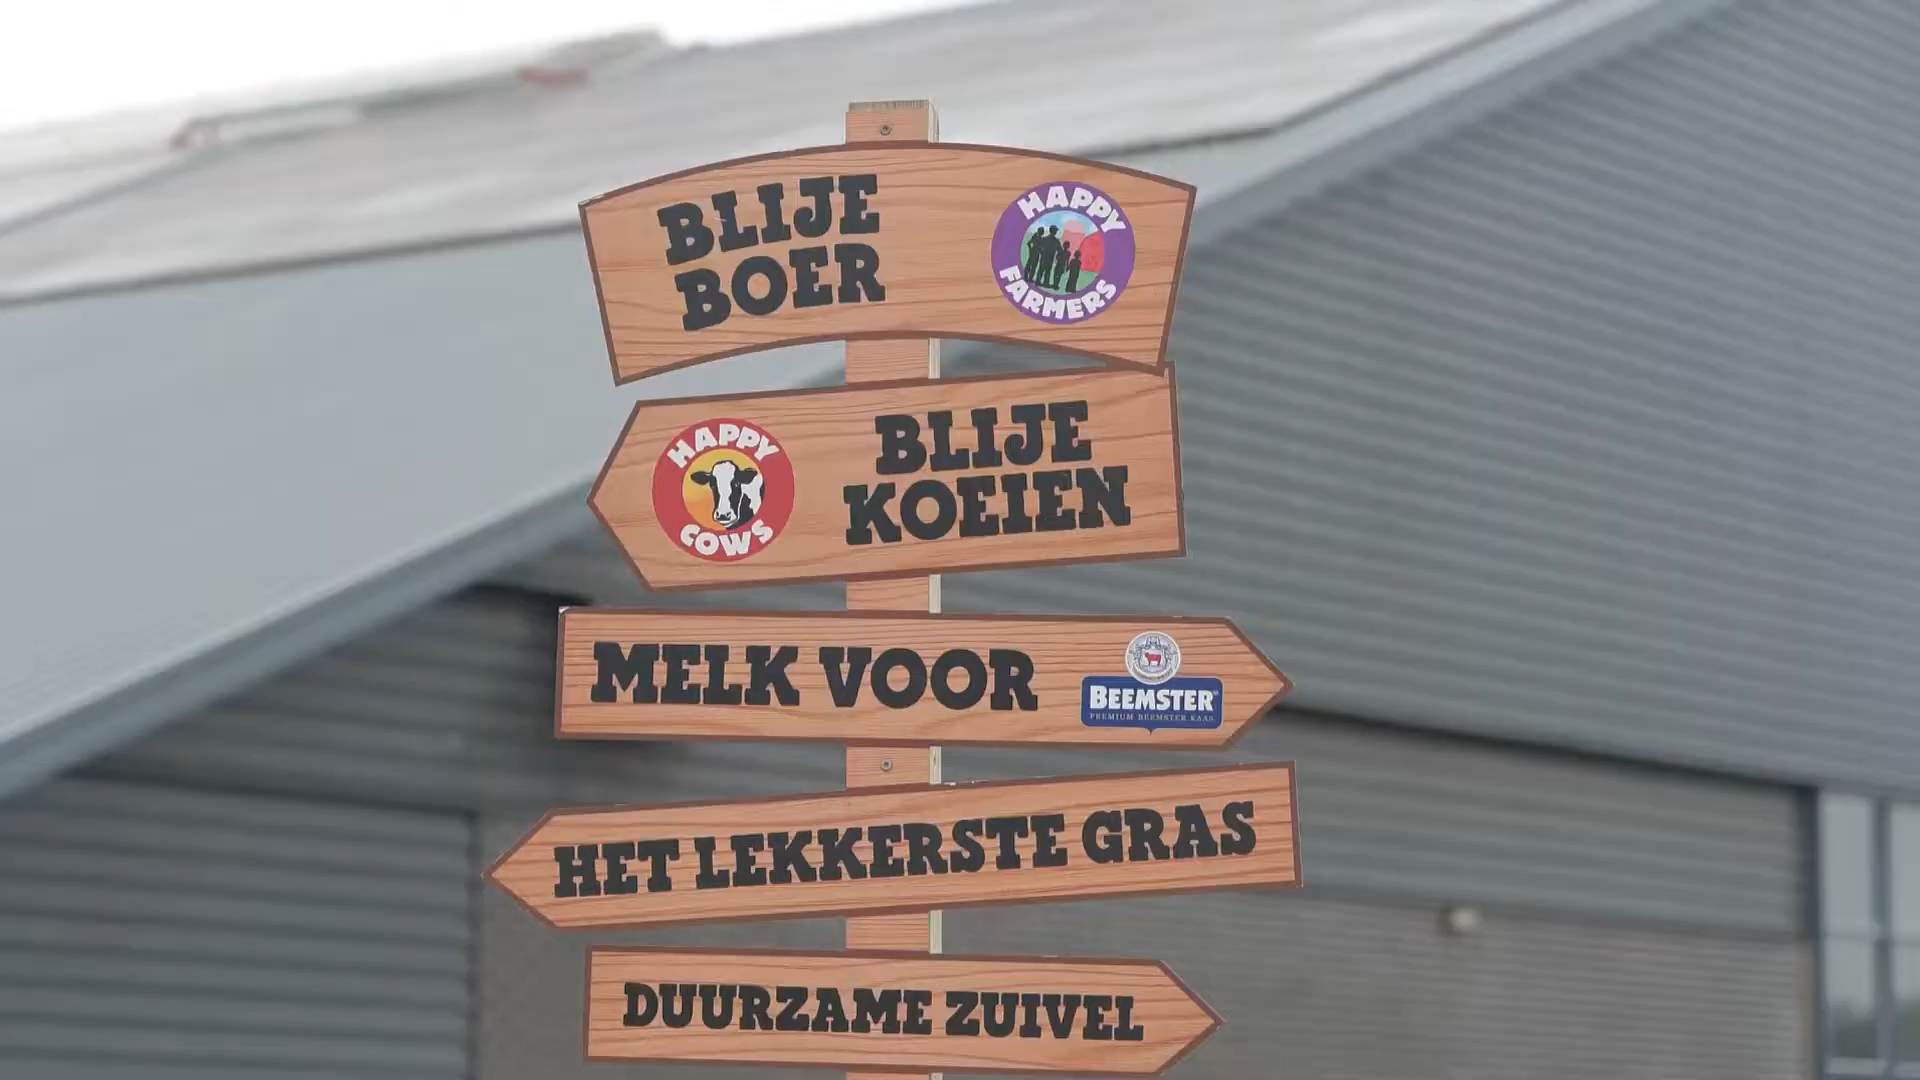 BLIJE
BOER
HAPPY
FARMERS
HAPPY
COWS
BLIJE
KOEIEN
MELK VOOR
BEEMSTER
PREMIUM BEEMSTER KAAS
HET LEKKERSTE GRAS
DUURZAME ZUIVEL